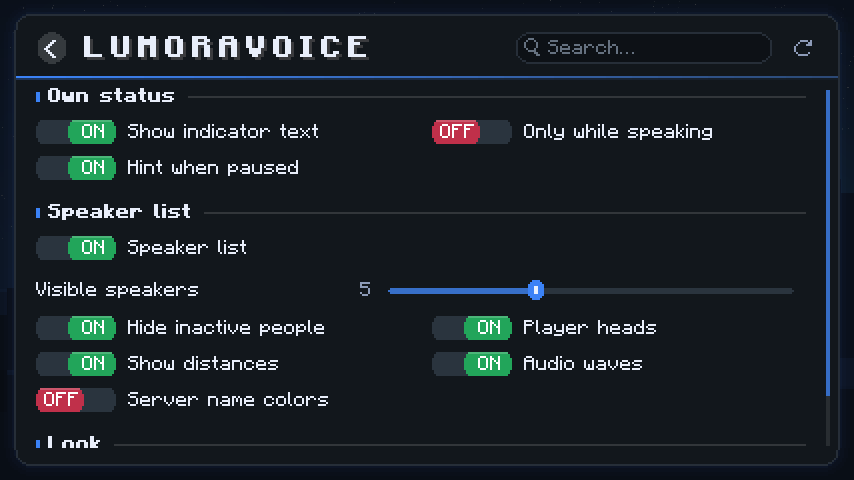 LUMORAVOICE
Search...
Own status
ON Show indicator text
OFF Only while speaking
ON Hint when paused
Speaker list
ON Speaker list
Visible speakers 5
ON Hide inactive people
ON Player heads
ON Show distances
ON Audio waves
OFF Server name colors
Look